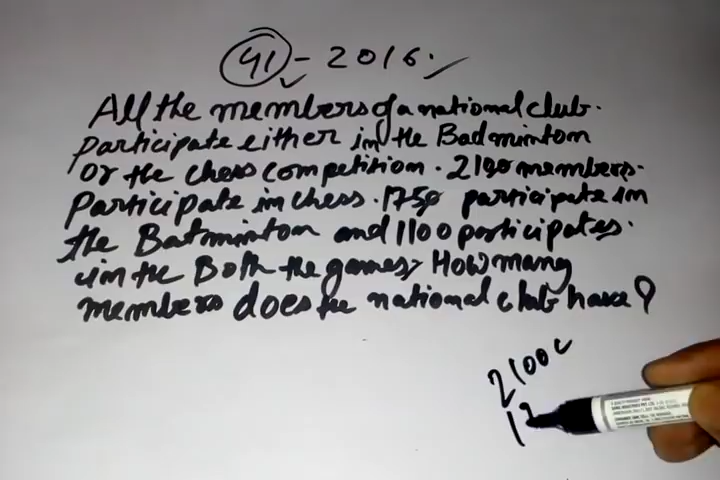 41 - 2016.
All the members of a national club.
Participate either in the Badminton
or the chess competition. 2100 members.
Participate in chess. 1750 participate in
the Batminton and 1100 participates.
in the Both the games, How many
members does the national club have ?
2100 c
17